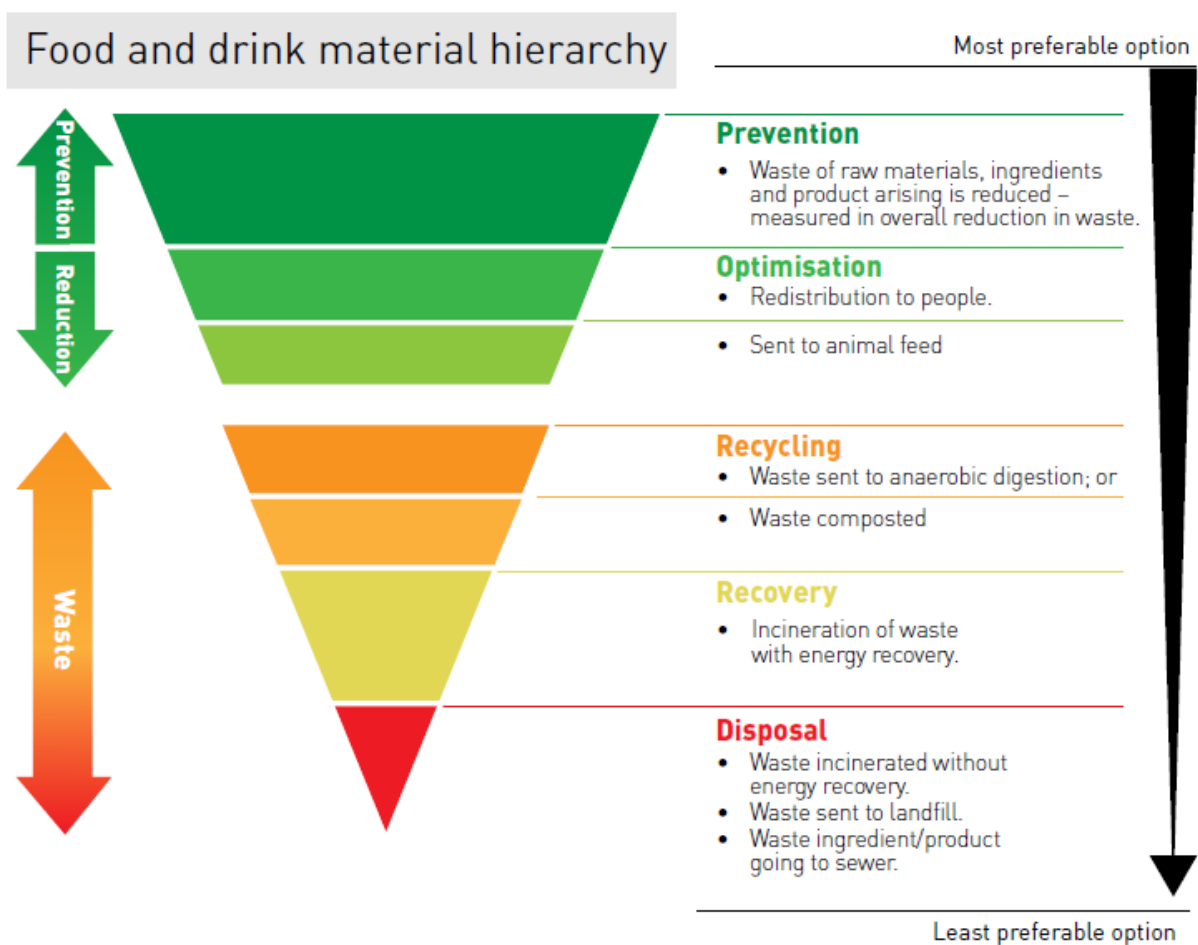 Food and drink material hierarchy
Most preferable option
Prevention
Reduction
Waste
Prevention
• Waste of raw materials, ingredients
and product arising is reduced –
measured in overall reduction in waste.
Optimisation
• Redistribution to people.
• Sent to animal feed
Recycling
• Waste sent to anaerobic digestion; or
• Waste composted
Recovery
• Incineration of waste
with energy recovery.
Disposal
• Waste incinerated without
energy recovery.
• Waste sent to landfill.
• Waste ingredient/product
going to sewer.
Least preferable option